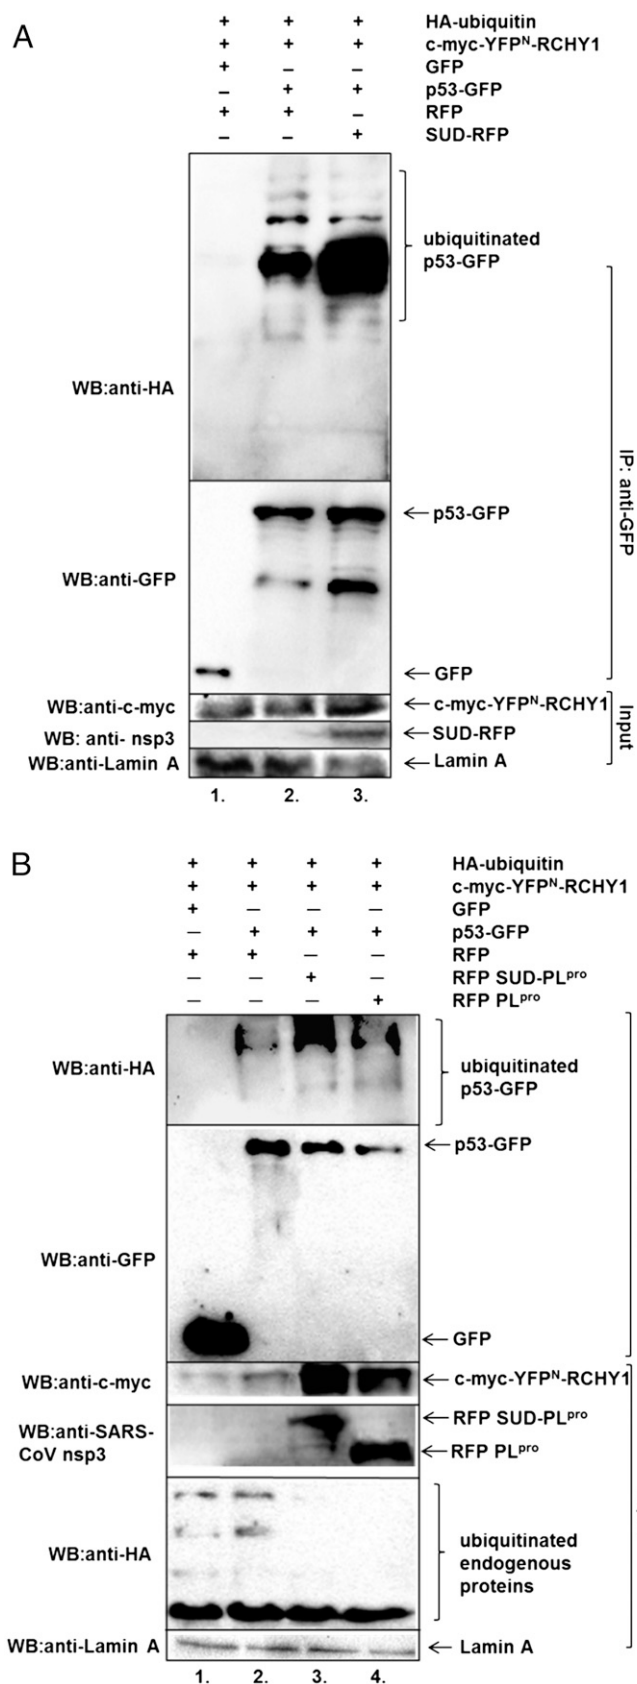 A
+ + + HA-ubiquitin
+ + + c-myc-YFPᴺ-RCHY1
+ – – GFP
– + + p53-GFP
+ + – RFP
– – + SUD-RFP
ubiquitinated
p53-GFP
WB:anti-HA
IP: anti-GFP
p53-GFP
WB:anti-GFP
GFP
WB:anti-c-myc
c-myc-YFPᴺ-RCHY1
WB: anti- nsp3
SUD-RFP
Input
WB:anti-Lamin A
Lamin A
1. 2. 3.
B
+ + + + HA-ubiquitin
+ + + + c-myc-YFPᴺ-RCHY1
+ – – – GFP
– + + + p53-GFP
+ + – – RFP
– – + – RFP SUD-PLᵖʳᵒ
– – – + RFP PLᵖʳᵒ
WB:anti-HA
ubiquitinated
p53-GFP
p53-GFP
WB:anti-GFP
GFP
WB:anti-c-myc
c-myc-YFPᴺ-RCHY1
WB:anti-SARS-
CoV nsp3
RFP SUD-PLᵖʳᵒ
RFP PLᵖʳᵒ
WB:anti-HA
ubiquitinated
endogenous
proteins
WB:anti-Lamin A
Lamin A
1. 2. 3. 4.